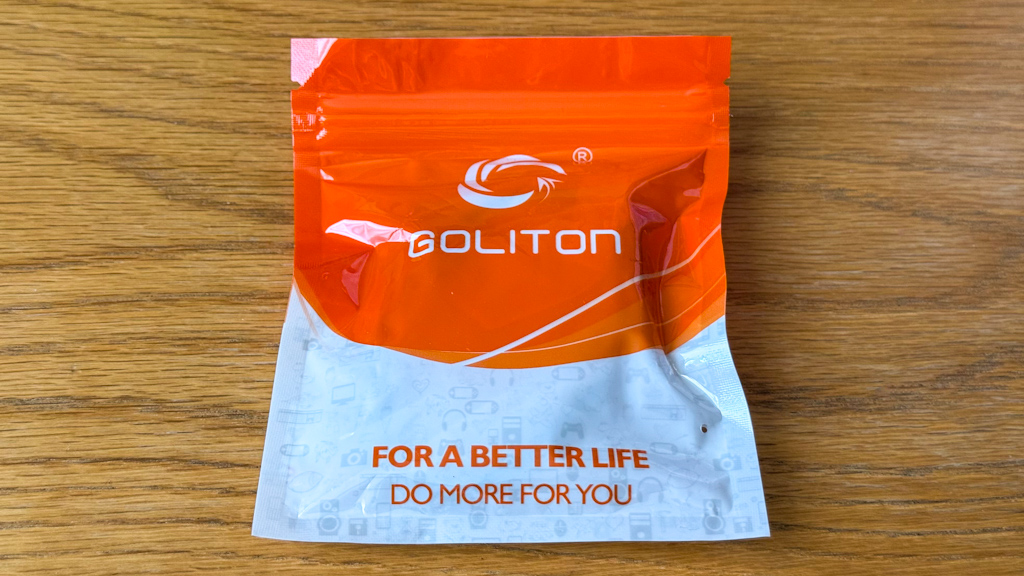 ®
GOLITON
FOR A BETTER LIFE
DO MORE FOR YOU